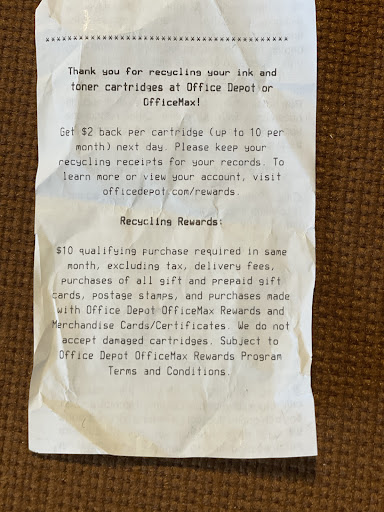 ****************************************
Thank you for recycling your ink and
toner cartridges at Office Depot or
OfficeMax!
Get $2 back per cartridge (up to 10 per
month) next day. Please keep your
recycling receipts for your records. To
learn more or view your account, visit
officedepot.com/rewards.
Recycling Rewards:
$10 qualifying purchase required in same
month, excluding tax, delivery fees,
purchases of all gift and prepaid gift
cards, postage stamps, and purchases made
with Office Depot OfficeMax Rewards and
Merchandise Cards/Certificates. We do not
accept damaged cartridges. Subject to
Office Depot OfficeMax Rewards Program
Terms and Conditions.